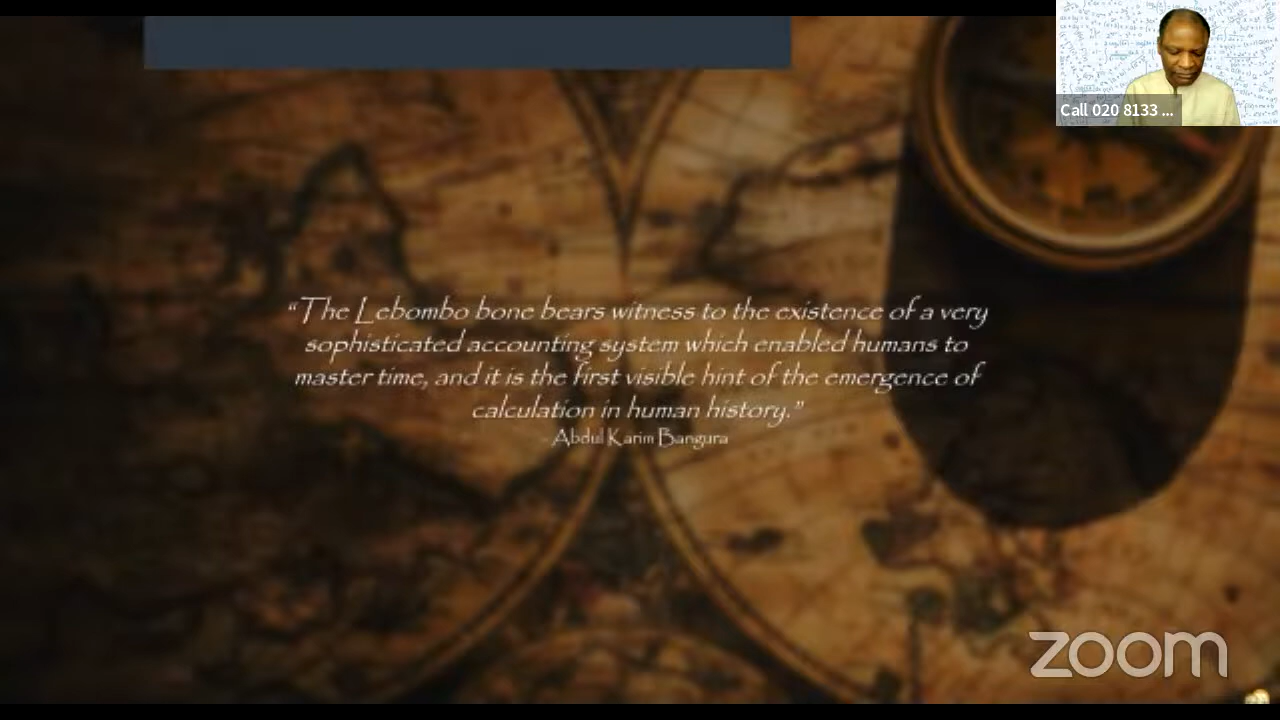 Call 020 8133 ...
“The Lebombo bone bears witness to the existence of a very
sophisticated accounting system which enabled humans to
master time, and it is the first visible hint of the emergence of
calculation in human history.”
- Abdul Karim Bangura
zoom